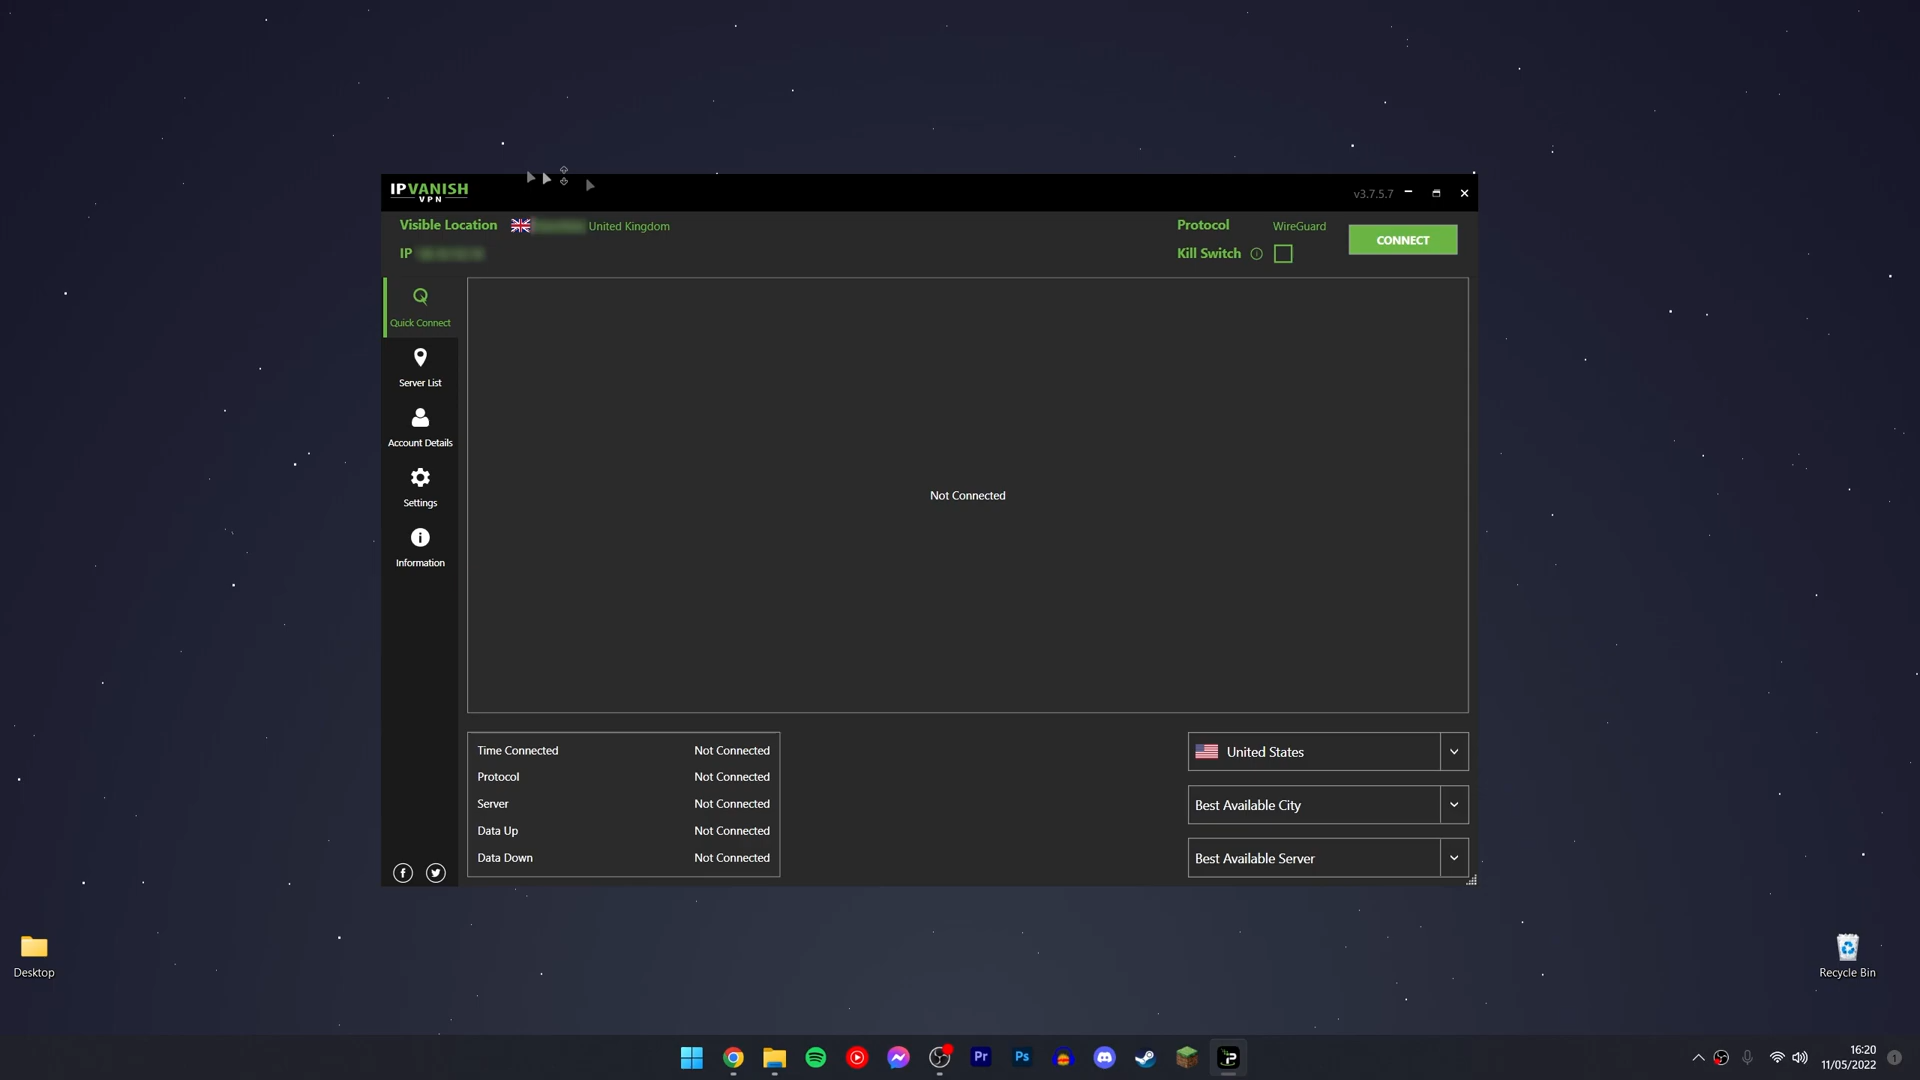 IPVANISH
VPN
v3.7.5.7
Visible Location United Kingdom
Protocol WireGuard
CONNECT
IP
Kill Switch
Quick Connect
Server List
Account Details
Settings
Information
Not Connected
Time Connected Not Connected
Protocol Not Connected
Server Not Connected
Data Up Not Connected
Data Down Not Connected
United States
Best Available City
Best Available Server
Desktop
Recycle Bin
Pr
Ps
16:20
11/05/2022
1